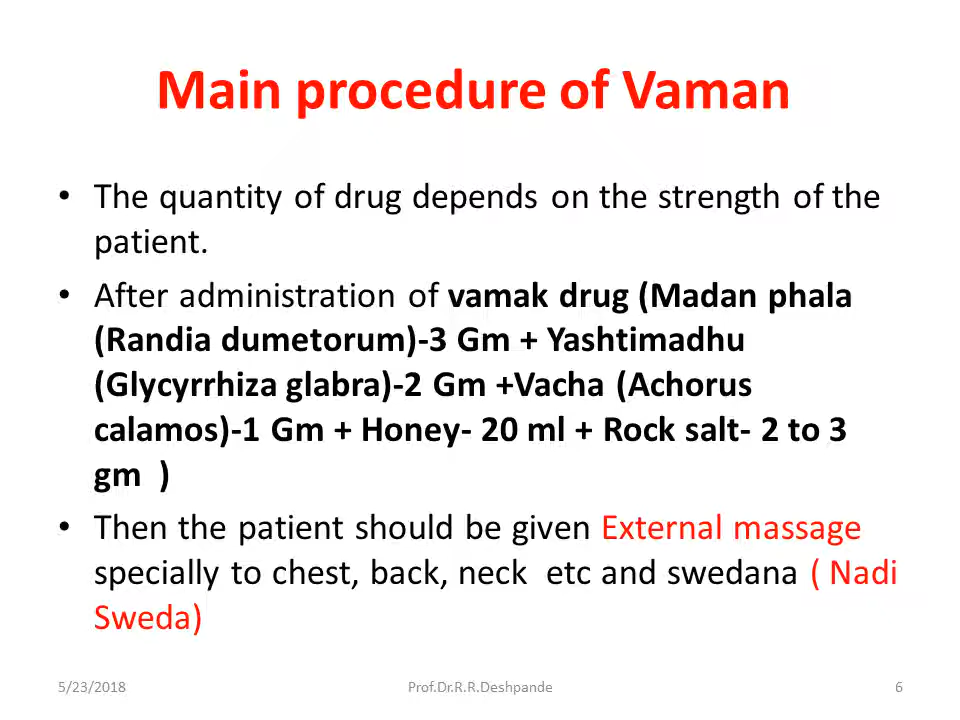 Main procedure of Vaman
• The quantity of drug depends on the strength of the
patient.
• After administration of vamak drug (Madan phala
(Randia dumetorum)-3 Gm + Yashtimadhu
(Glycyrrhiza glabra)-2 Gm +Vacha (Achorus
calamos)-1 Gm + Honey- 20 ml + Rock salt- 2 to 3
gm )
• Then the patient should be given External massage
specially to chest, back, neck etc and swedana ( Nadi
Sweda)
5/23/2018 Prof.Dr.R.R.Deshpande 6